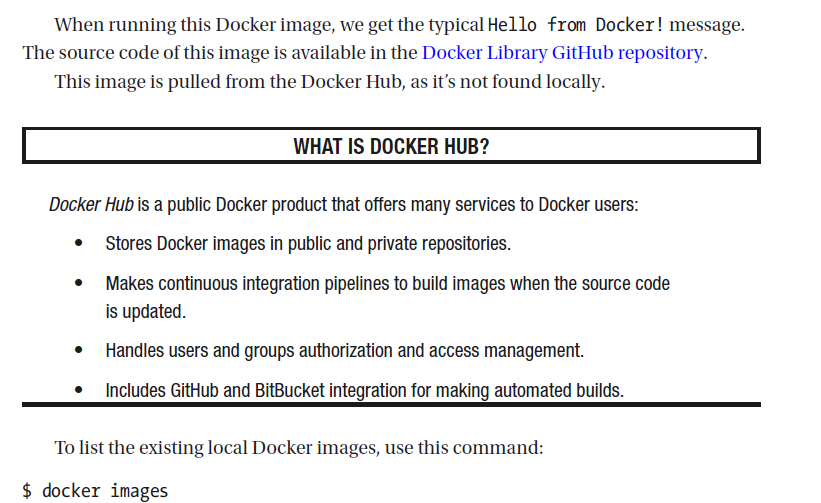 When running this Docker image, we get the typical Hello from Docker! message.
The source code of this image is available in the Docker Library GitHub repository.
This image is pulled from the Docker Hub, as it's not found locally.
WHAT IS DOCKER HUB?
Docker Hub is a public Docker product that offers many services to Docker users:
• Stores Docker images in public and private repositories.
• Makes continuous integration pipelines to build images when the source code
is updated.
• Handles users and groups authorization and access management.
• Includes GitHub and BitBucket integration for making automated builds.
To list the existing local Docker images, use this command:
$ docker images